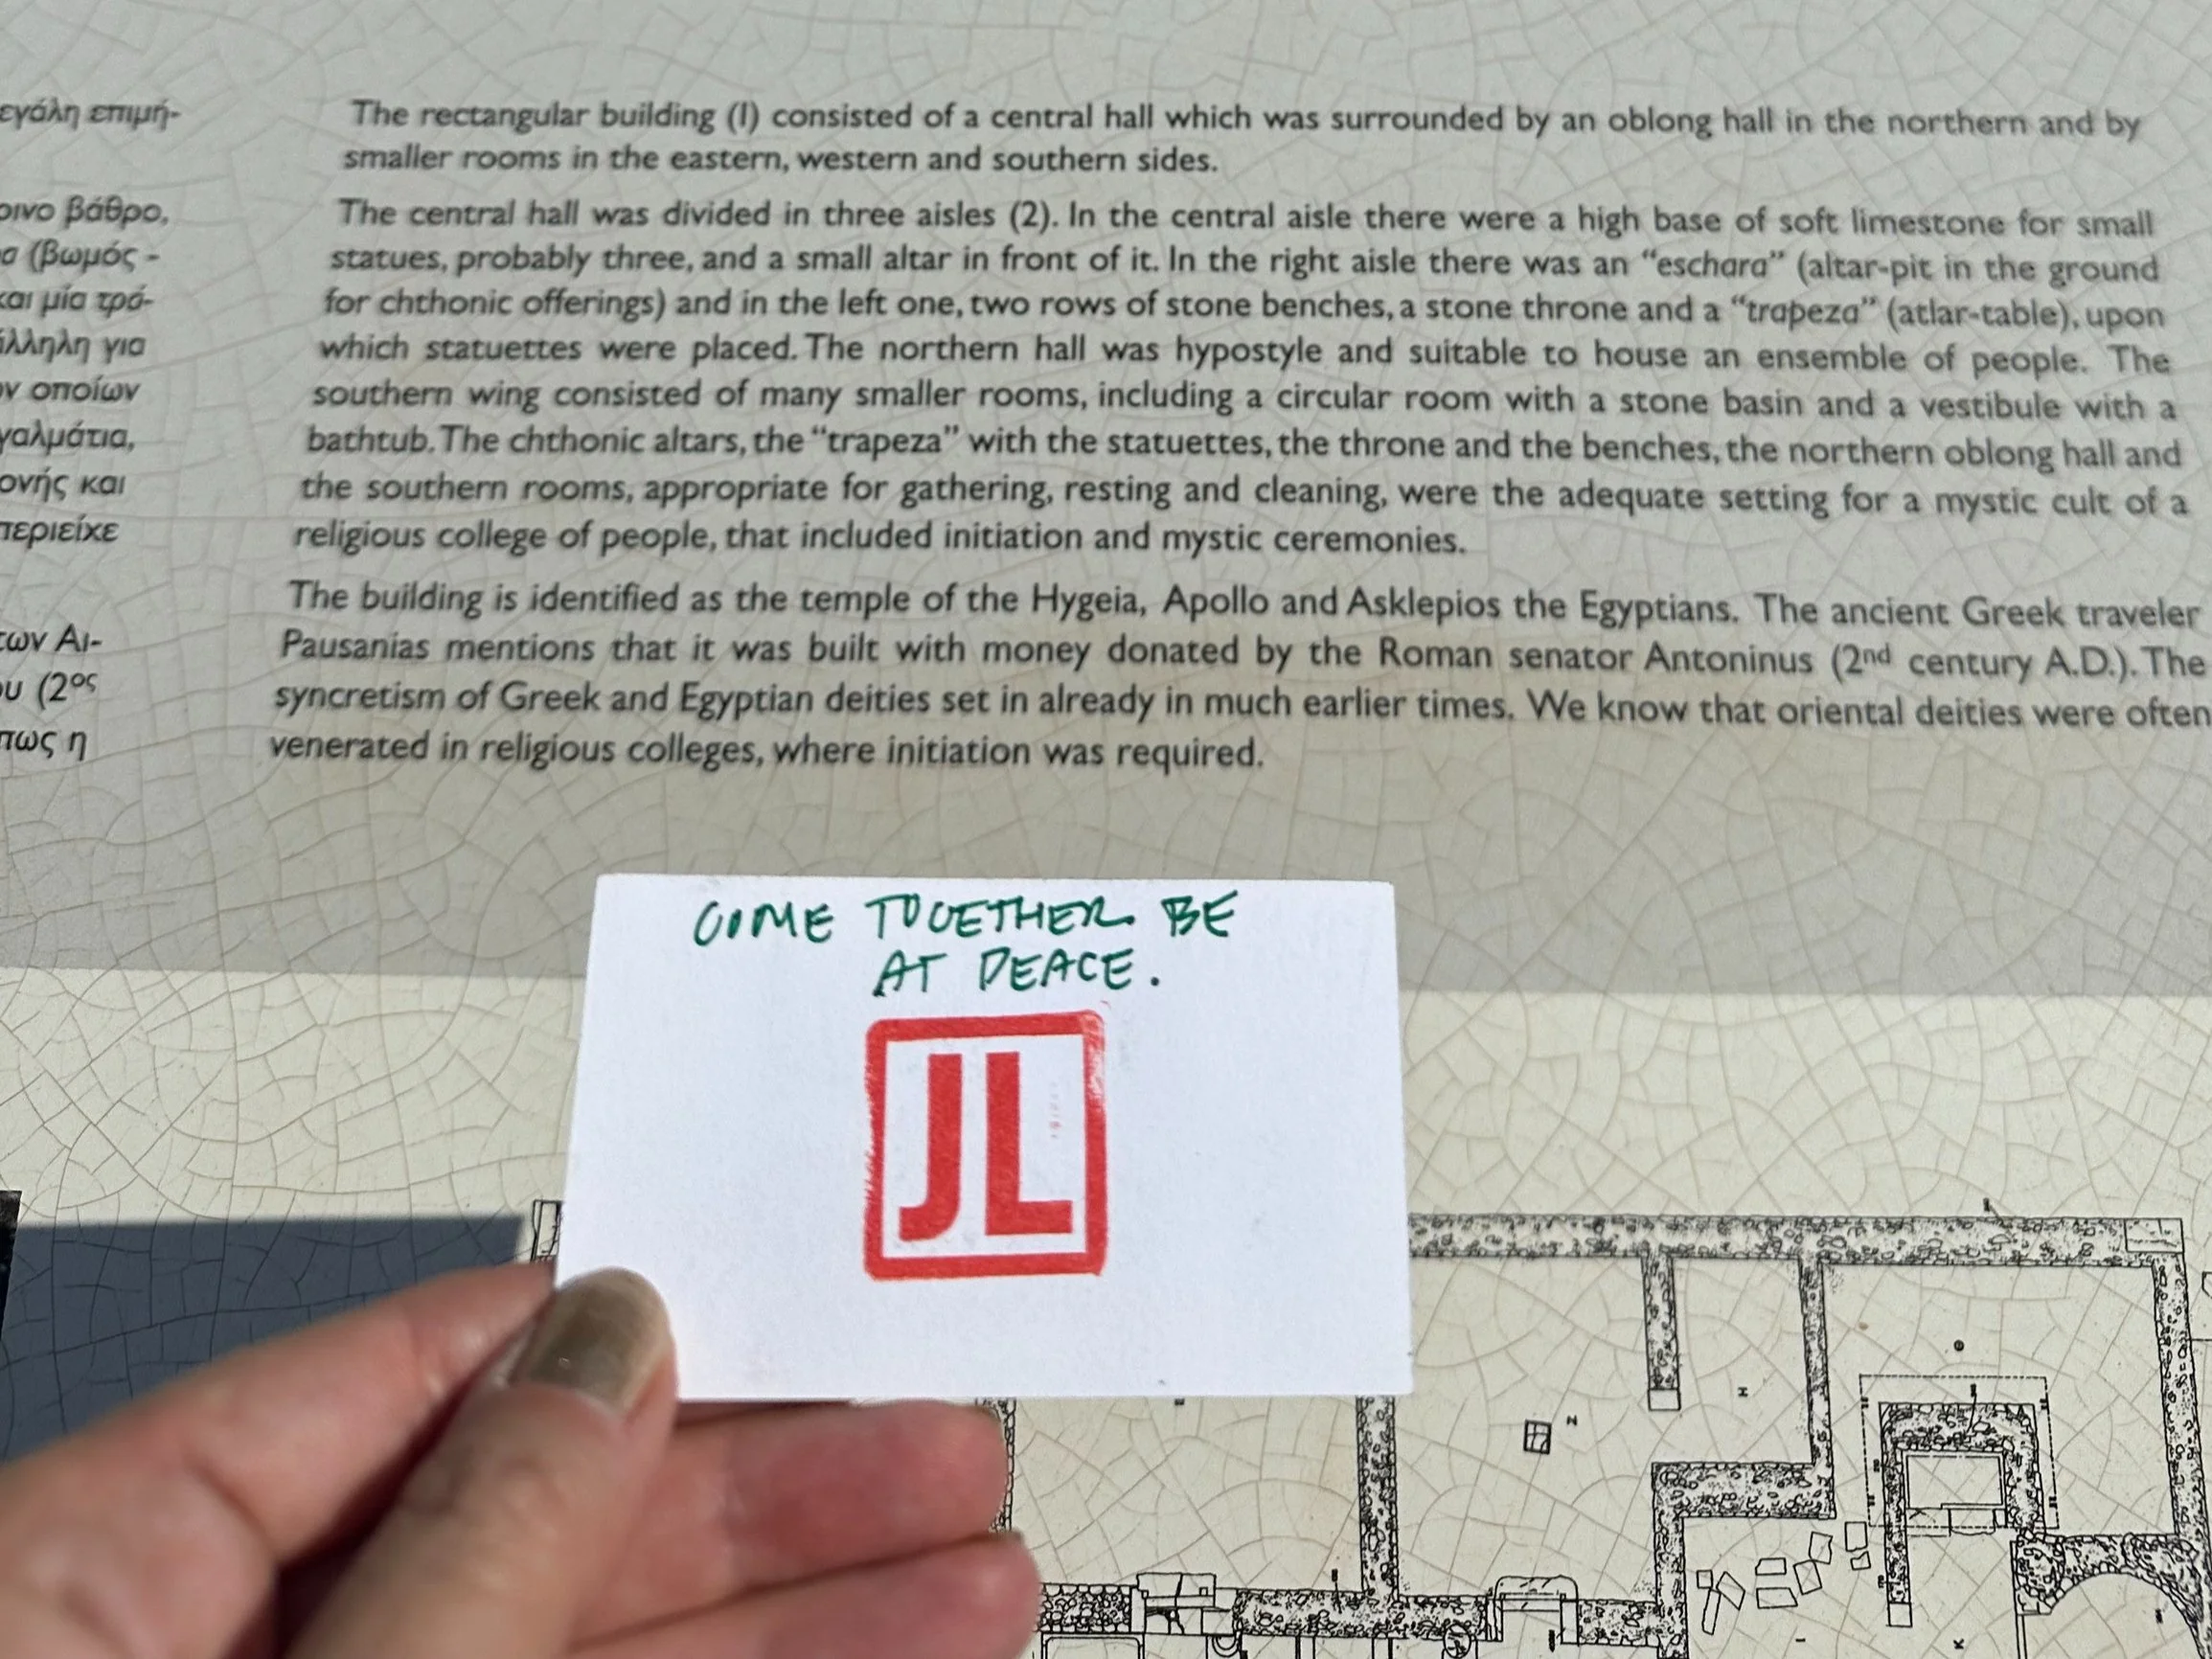 εγάλη επιμή-
οινο βάθρο,
α (βωμός -
και μία τρά-
άλληλη για
ν οποίων
γαλμάτια,
ονής και
περιείχε
των Αι-
ου (2ος
πως η
The rectangular building (1) consisted of a central hall which was surrounded by an oblong hall in the northern and by
smaller rooms in the eastern, western and southern sides.
The central hall was divided in three aisles (2). In the central aisle there were a high base of soft limestone for small
statues, probably three, and a small altar in front of it. In the right aisle there was an "eschara" (altar-pit in the ground
for chthonic offerings) and in the left one, two rows of stone benches, a stone throne and a "trapeza" (atlar-table), upon
which statuettes were placed. The northern hall was hypostyle and suitable to house an ensemble of people. The
southern wing consisted of many smaller rooms, including a circular room with a stone basin and a vestibule with a
bathtub. The chthonic altars, the "trapeza" with the statuettes, the throne and the benches, the northern oblong hall and
the southern rooms, appropriate for gathering, resting and cleaning, were the adequate setting for a mystic cult of a
religious college of people, that included initiation and mystic ceremonies.
The building is identified as the temple of the Hygeia, Apollo and Asklepios the Egyptians. The ancient Greek traveler
Pausanias mentions that it was built with money donated by the Roman senator Antoninus (2nd century A.D.). The
syncretism of Greek and Egyptian deities set in already in much earlier times. We know that oriental deities were often
venerated in religious colleges, where initiation was required.
COME TOGETHER. BE
AT PEACE.
JL
Θ
H
Z
I
K